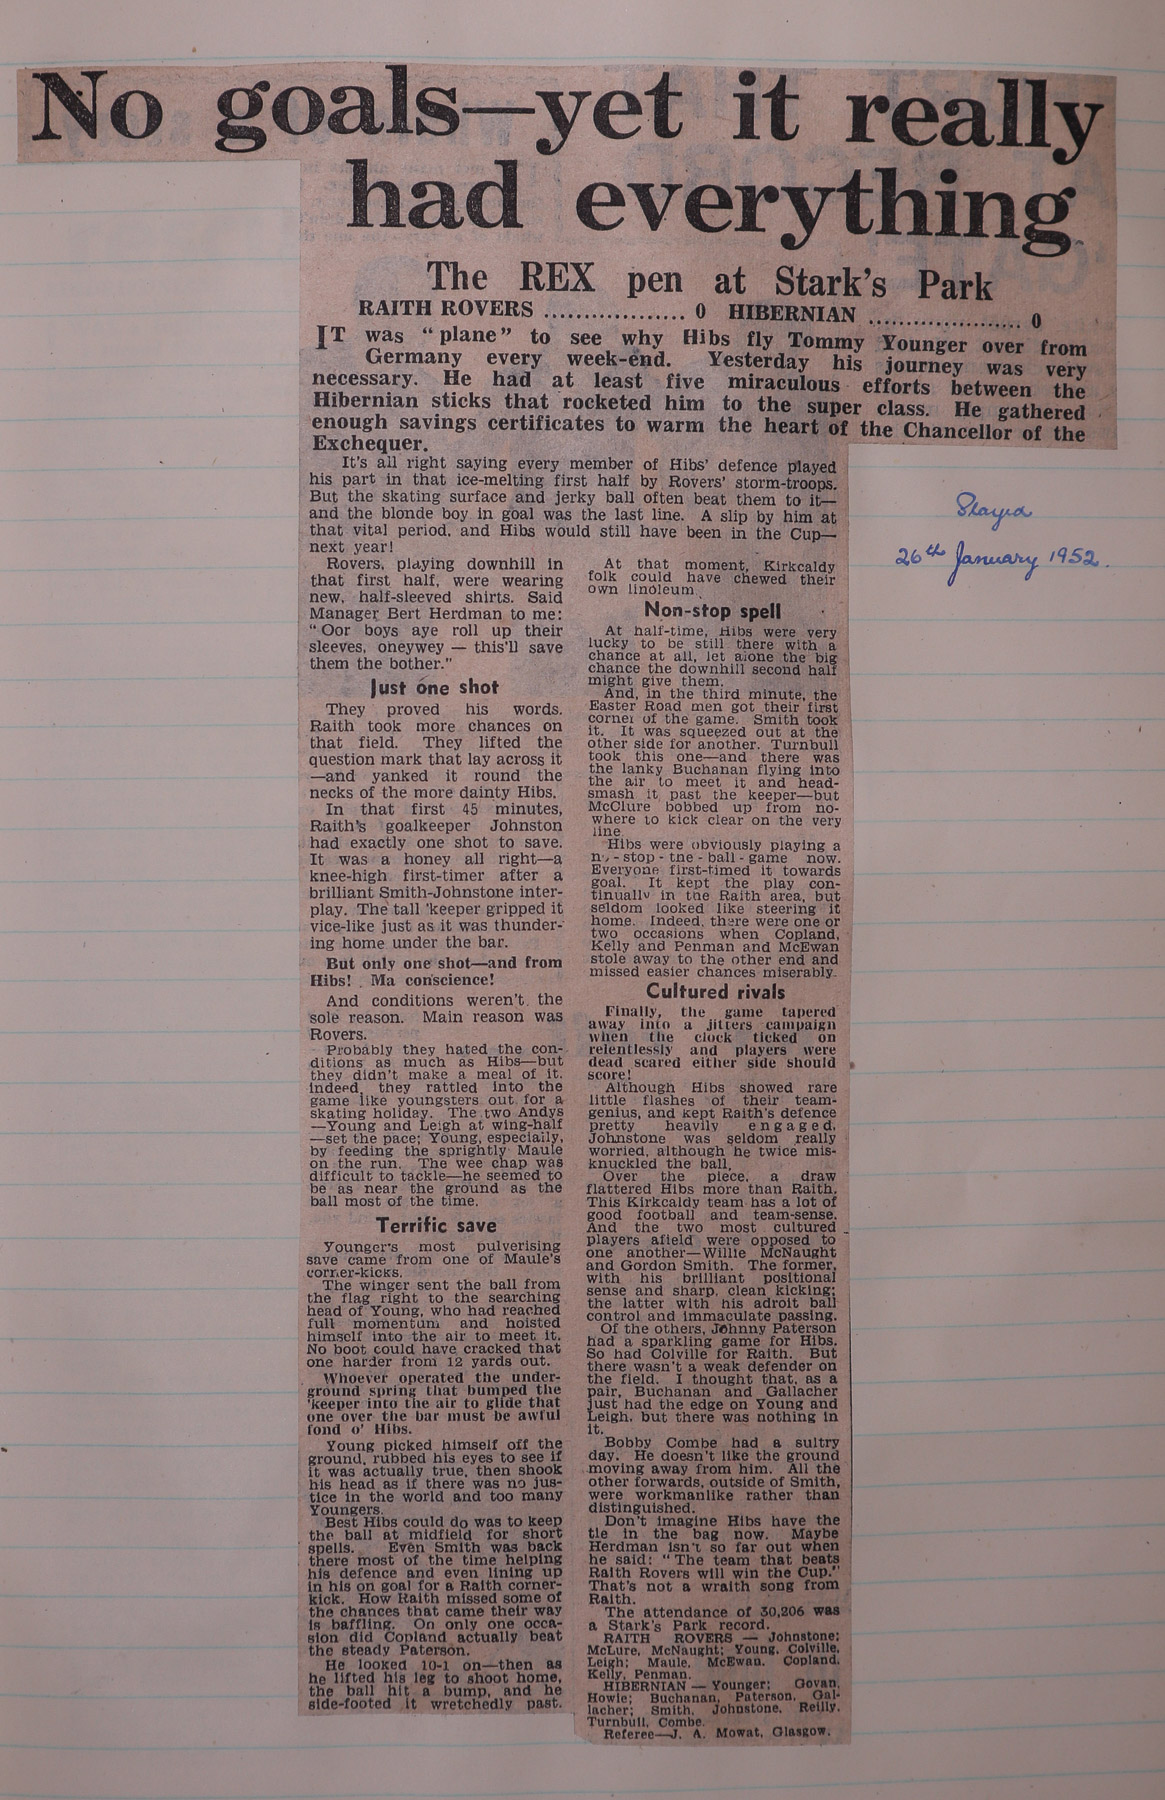 No goals—yet it really
had everything
The REX pen at Stark's Park
RAITH ROVERS .................. 0 HIBERNIAN ..................... 0
IT was "plane" to see why Hibs fly Tommy Younger over from
Germany every week-end. Yesterday his journey was very
necessary. He had at least five miraculous efforts between the
Hibernian sticks that rocketed him to the super class. He gathered
enough savings certificates to warm the heart of the Chancellor of the
Exchequer.
It's all right saying every member of Hibs' defence played
his part in that ice-melting first half by Rovers' storm-troops.
But the skating surface and jerky ball often beat them to it—
and the blonde boy in goal was the last line. A slip by him at
that vital period, and Hibs would still have been in the Cup—
next year!
Rovers, playing downhill in
that first half, were wearing
new, half-sleeved shirts. Said
Manager Bert Herdman to me:
"Oor boys aye roll up their
sleeves, oneywey — this'll save
them the bother."
Just one shot
They proved his words.
Raith took more chances on
that field. They lifted the
question mark that lay across it
—and yanked it round the
necks of the more dainty Hibs.
In that first 45 minutes,
Raith's goalkeeper Johnston
had exactly one shot to save.
It was a honey all right—a
knee-high first-timer after a
brilliant Smith-Johnstone inter-
play. The tall 'keeper gripped it
vice-like just as it was thunder-
ing home under the bar.
But only one shot—and from
Hibs! Ma conscience!
And conditions weren't the
sole reason. Main reason was
Rovers.
Probably they hated the con-
ditions as much as Hibs—but
they didn't make a meal of it.
indeed, they rattled into the
game like youngsters out for a
skating holiday. The two Andys
—Young and Leigh at wing-half
—set the pace; Young, especially,
by feeding the sprightly Maule
on the run. The wee chap was
difficult to tackle—he seemed to
be as near the ground as the
ball most of the time.
Terrific save
Younger's most pulverising
save came from one of Maule's
corner-kicks.
The winger sent the ball from
the flag right to the searching
head of Young, who had reached
full momentum and hoisted
himself into the air to meet it.
No boot could have cracked that
one harder from 12 yards out.
Whoever operated the under-
ground spring that bumped the
'keeper into the air to glide that
one over the bar must be awful
fond o' Hibs.
Young picked himself off the
ground, rubbed his eyes to see if
it was actually true, then shook
his head as if there was no jus-
tice in the world and too many
Youngers.
Best Hibs could do was to keep
the ball at midfield for short
spells. Even Smith was back
there most of the time helping
his defence and even lining up
in his on goal for a Raith corner-
kick. How Raith missed some of
the chances that came their way
is baffling. On only one occa-
sion did Copland actually beat
the steady Paterson.
He looked 10-1 on—then as
he lifted his leg to shoot home,
the ball hit a bump, and he
side-footed it wretchedly past.
At that moment, Kirkcaldy
folk could have chewed their
own linoleum.
Non-stop spell
At half-time, Hibs were very
lucky to be still there with a
chance at all, let alone the big
chance the downhill second half
might give them.
And, in the third minute, the
Easter Road men got their first
corner of the game. Smith took
it. It was squeezed out at the
other side for another. Turnbull
took this one—and there was
the lanky Buchanan flying into
the air to meet it and head-
smash it past the keeper—but
McClure bobbed up from no-
where to kick clear on the very
line.
Hibs were obviously playing a
no-stop-the-ball-game now.
Everyone first-timed it towards
goal. It kept the play con-
tinually in the Raith area, but
seldom looked like steering it
home. Indeed, there were one or
two occasions when Copland,
Kelly and Penman and McEwan
stole away to the other end and
missed easier chances miserably.
Cultured rivals
Finally, the game tapered
away into a jitters campaign
when the clock ticked on
relentlessly and players were
dead scared either side should
score!
Although Hibs showed rare
little flashes of their team-
genius, and kept Raith's defence
pretty heavily engaged,
Johnstone was seldom really
worried, although he twice mis-
knuckled the ball.
Over the piece, a draw
flattered Hibs more than Raith.
This Kirkcaldy team has a lot of
good football and team-sense.
And the two most cultured
players afield were opposed to
one another—Willie McNaught
and Gordon Smith. The former,
with his brilliant positional
sense and sharp, clean kicking;
the latter with his adroit ball
control and immaculate passing.
Of the others, Johnny Paterson
had a sparkling game for Hibs.
So had Colville for Raith. But
there wasn't a weak defender on
the field. I thought that, as a
pair, Buchanan and Gallacher
just had the edge on Young and
Leigh, but there was nothing in
it.
Bobby Combe had a sultry
day. He doesn't like the ground
moving away from him. All the
other forwards, outside of Smith,
were workmanlike rather than
distinguished.
Don't imagine Hibs have the
tie in the bag now. Maybe
Herdman isn't so far out when
he said: "The team that beats
Raith Rovers will win the Cup."
That's not a wraith song from
Raith.
The attendance of 30,206 was
a Stark's Park record.
RAITH ROVERS — Johnstone;
McLure, McNaught; Young, Colville,
Leigh; Maule, McEwan, Copland,
Kelly, Penman.
HIBERNIAN — Younger; Govan,
Howie; Buchanan, Paterson, Gal-
lacher; Smith, Johnstone, Reilly,
Turnbull, Combe.
Referee—J. A. Mowat, Glasgow.
Played
26th January 1952.